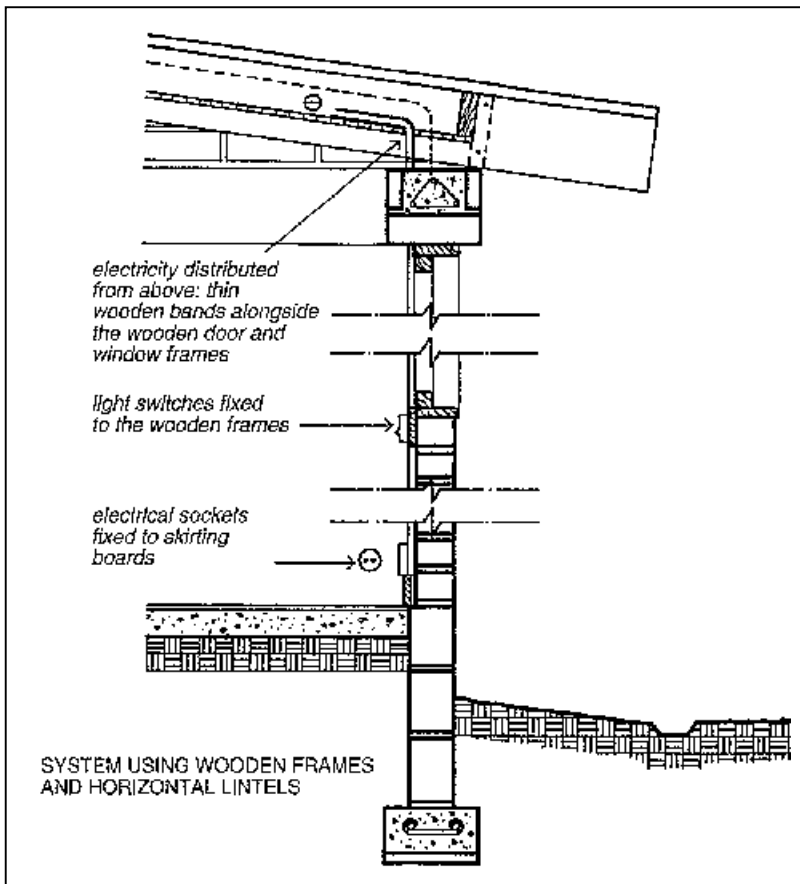 electricity distributed
from above: thin
wooden bands alongside
the wooden door and
window frames
light switches fixed
to the wooden frames
electrical sockets
fixed to skirting
boards
SYSTEM USING WOODEN FRAMES
AND HORIZONTAL LINTELS